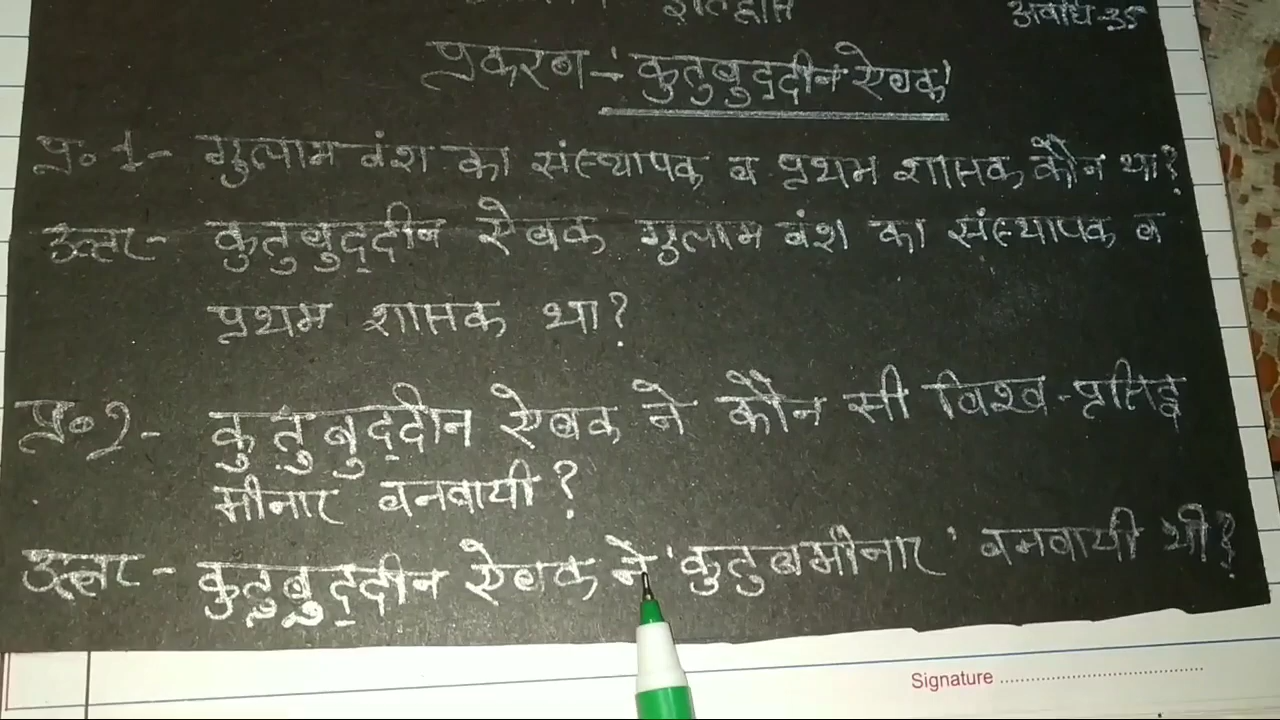 इतिहास
अवधि-35
प्रकरण-'कुतुबुद्दीन ऐबक'
प्र० 1- गुलाम वंश का संस्थापक व प्रथम शासक कौन था?
उत्तर- कुतुबुद्दीन ऐबक गुलाम वंश का संस्थापक व
प्रथम शासक था?
प्र० 2- कुतुबुद्दीन ऐबक ने कौन सी विश्व-प्रसिद्ध
मीनार बनवायी?
उत्तर- कुतुबुद्दीन ऐबक ने 'कुतुबमीनार' बनवायी थी?
Signature ........................................